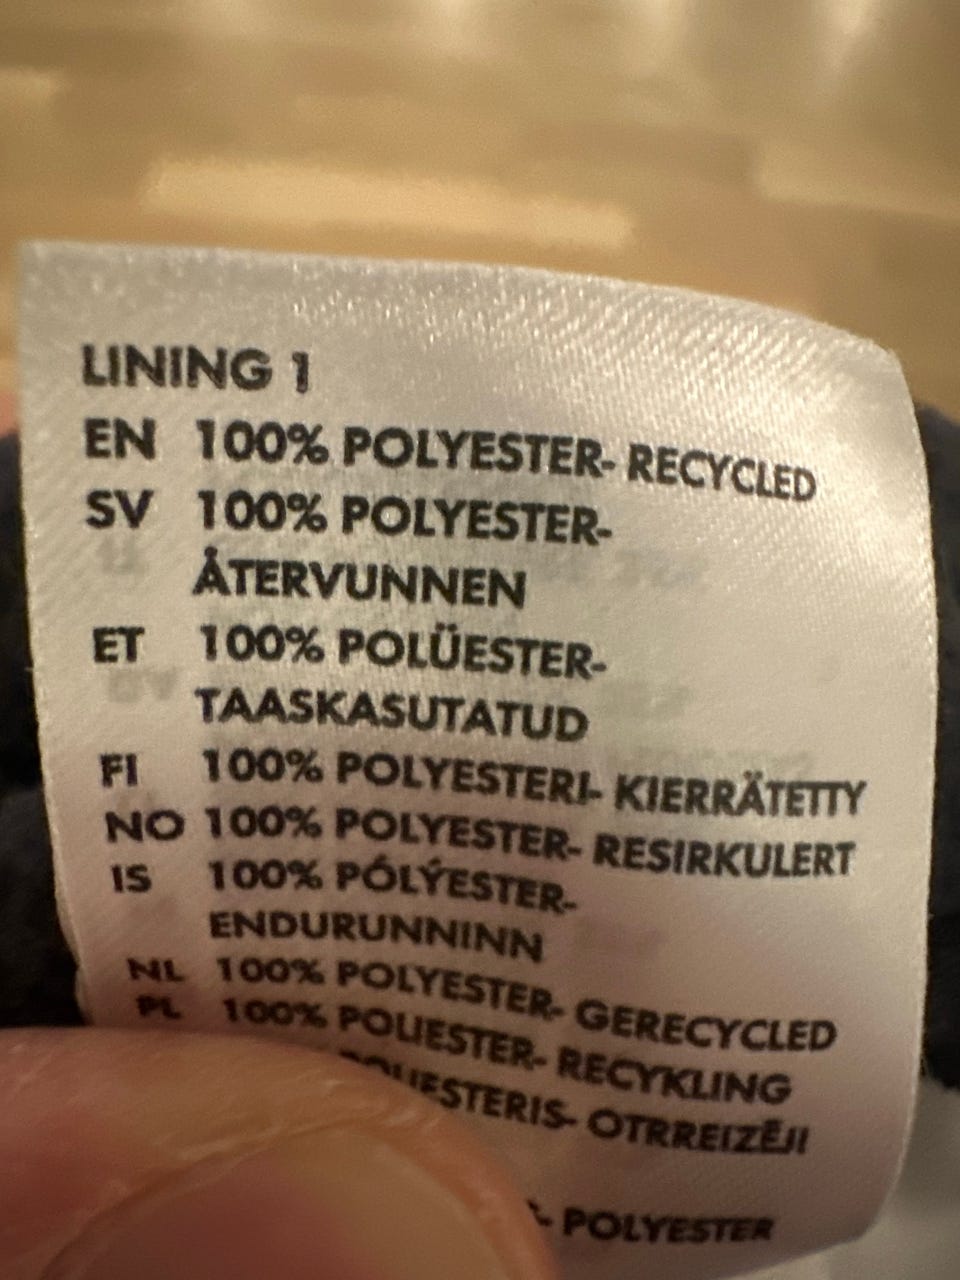 LINING 1
EN 100% POLYESTER- RECYCLED
SV 100% POLYESTER-
ÅTERVUNNEN
ET 100% POLÜESTER-
TAASKASUTATUD
FI 100% POLYESTERI- KIERRÄTETTY
NO 100% POLYESTER- RESIRKULERT
IS 100% PÓLÝESTER-
ENDURUNNINN
NL 100% POLYESTER- GERECYCLED
PL 100% POLIESTER- RECYKLING
OTRREIZĒJI
- POLYESTER